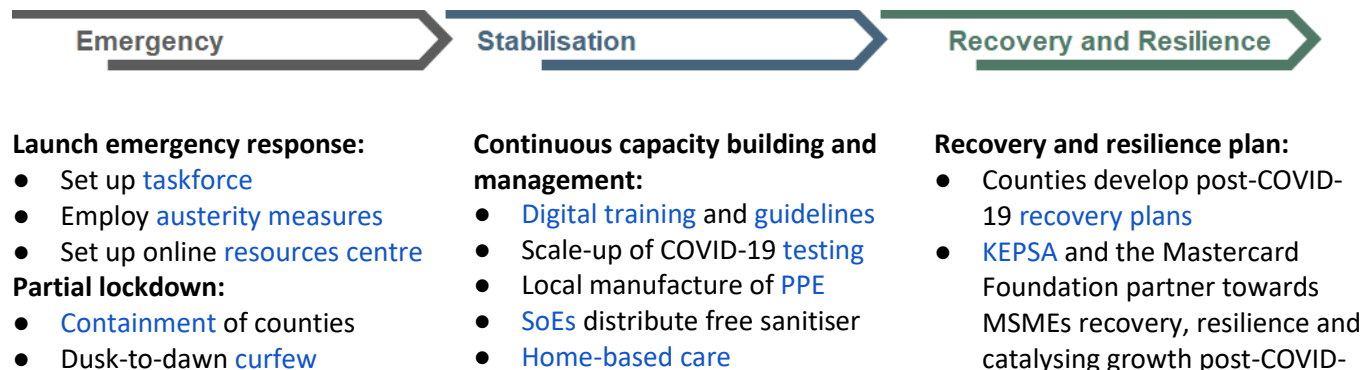 Emergency
Stabilisation
Recovery and Resilience
Launch emergency response:
● Set up taskforce
● Employ austerity measures
● Set up online resources centre
Partial lockdown:
● Containment of counties
● Dusk-to-dawn curfew
Continuous capacity building and
management:
● Digital training and guidelines
● Scale-up of COVID-19 testing
● Local manufacture of PPE
● SoEs distribute free sanitiser
● Home-based care
Recovery and resilience plan:
● Counties develop post-COVID-
19 recovery plans
● KEPSA and the Mastercard
Foundation partner towards
MSMEs recovery, resilience and
catalysing growth post-COVID-